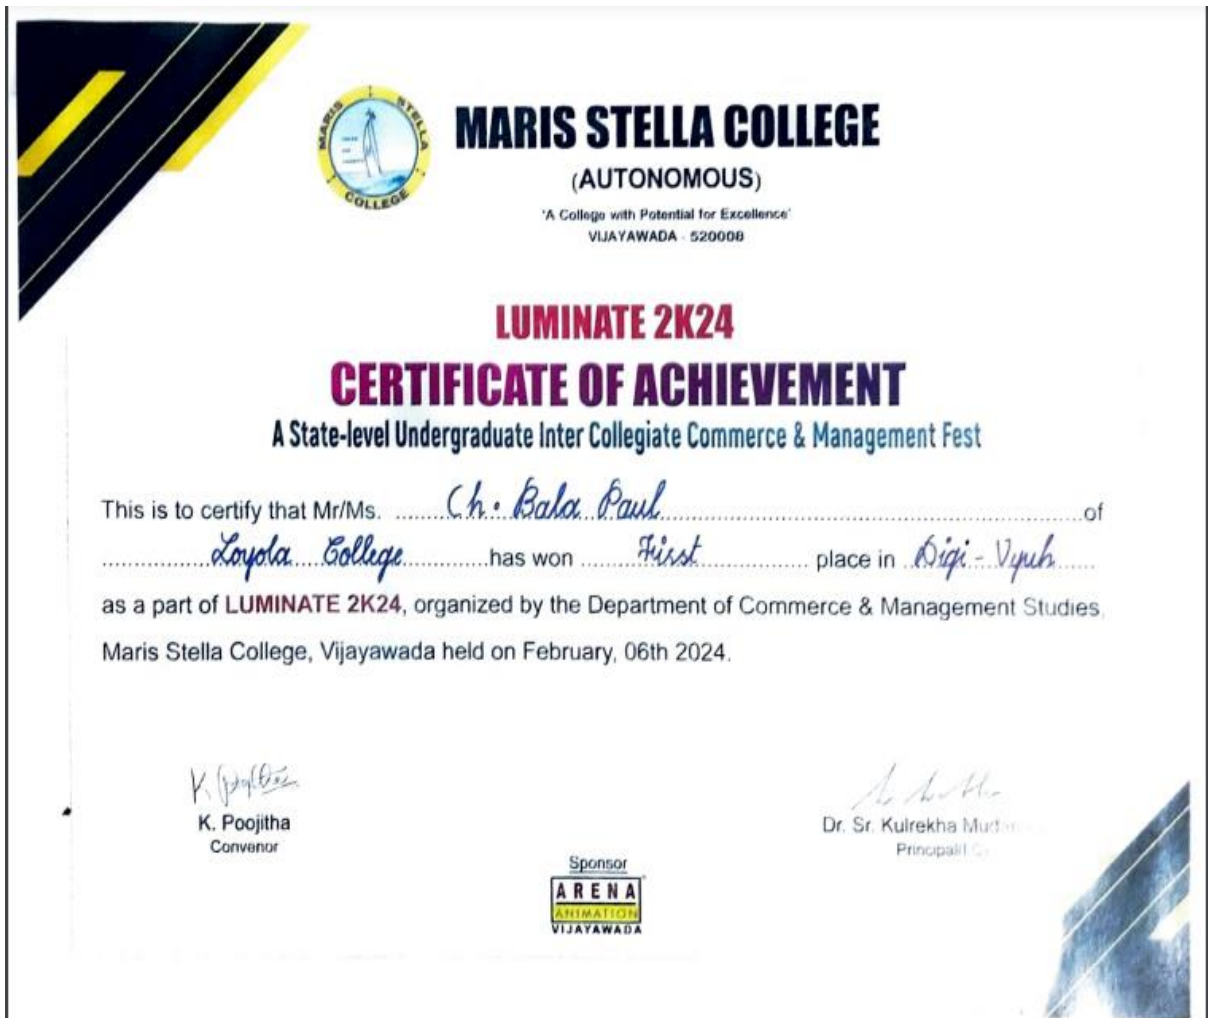 MARIS STELLA COLLEGE
MARIS STELLA COLLEGE
(AUTONOMOUS)
'A College with Potential for Excellence'
VIJAYAWADA - 520008
LUMINATE 2K24
CERTIFICATE OF ACHIEVEMENT
A State-level Undergraduate Inter Collegiate Commerce & Management Fest
This is to certify that Mr/Ms. Ch. Bala Paul of
Loyola College has won First place in Digi-Vyuh
as a part of LUMINATE 2K24, organized by the Department of Commerce & Management Studies,
Maris Stella College, Vijayawada held on February, 06th 2024.
K. Poojitha
Convenor
Dr. Sr. Kulrekha
Sponsor
ARENA
ANIMATION
VIJAYAWADA